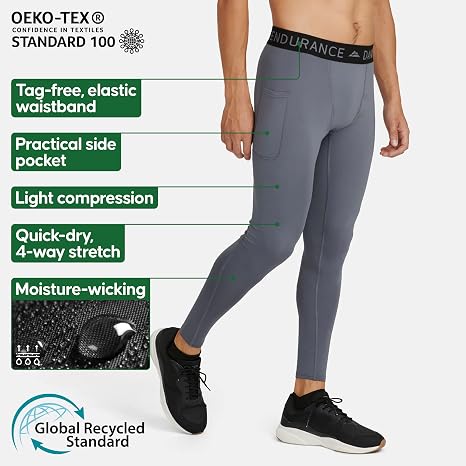 OEKO-TEX®
CONFIDENCE IN TEXTILES
STANDARD 100
ENDURANCE
DAN
Tag-free, elastic
waistband
Practical side
pocket
Light compression
Quick-dry,
4-way stretch
Moisture-wicking
Global Recycled
Standard